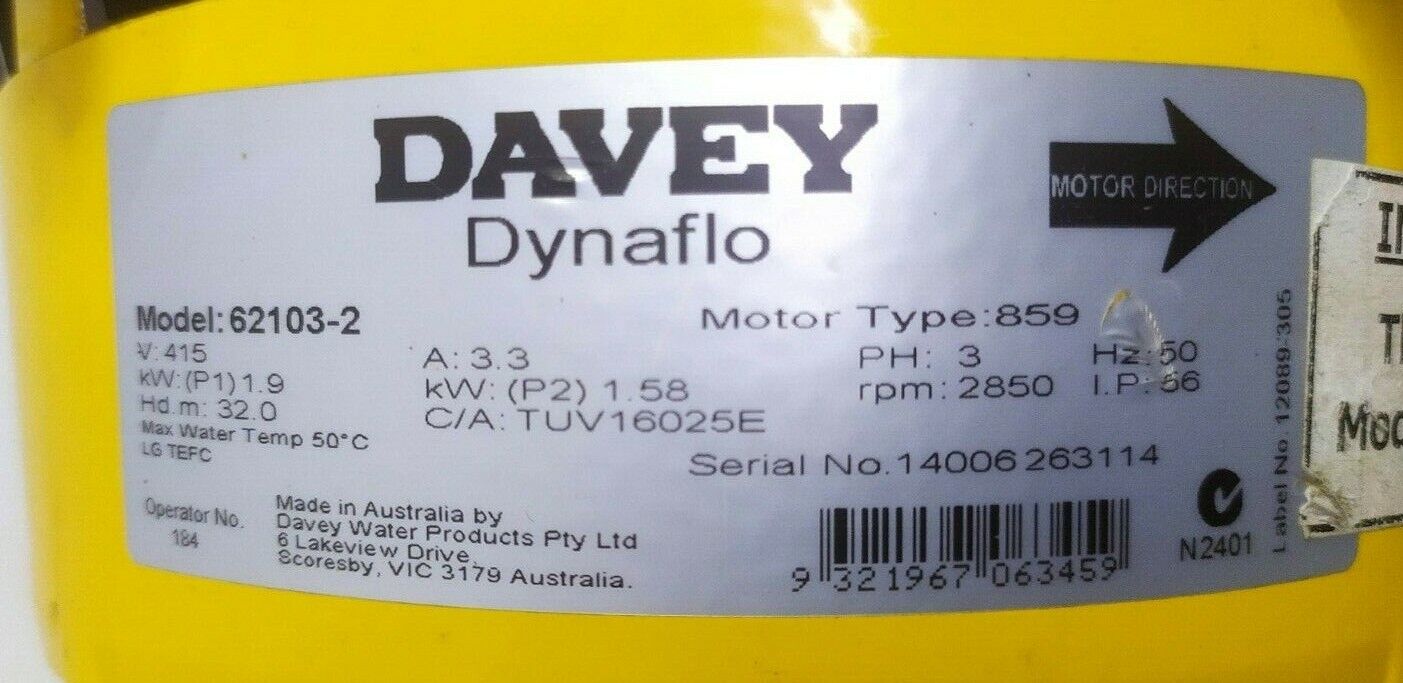 DAVEY
Dynaflo
MOTOR DIRECTION
Model: 62103-2
Motor Type:859
V: 415
A: 3.3
PH: 3
Hz: 50
kW: (P1) 1.9
kW: (P2) 1.58
rpm: 2850
I.P:
Hd.m: 32.0
C/A: TUV16025E
Max Water Temp 50°C
LG TEFC
Serial No.14006263114
Operator No.
184
Made in Australia by
Davey Water Products Pty Ltd
6 Lakeview Drive,
Scoresby, VIC 3179 Australia.
9 321967 063459
N2401
Label No 12089-305